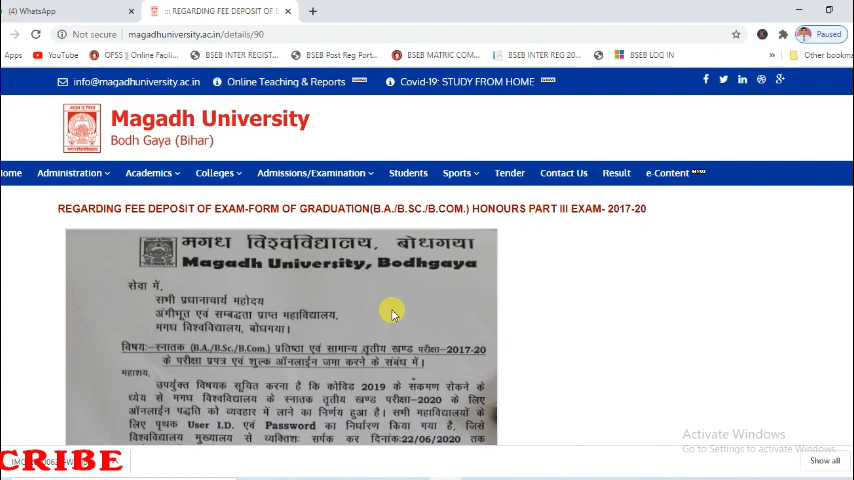 (4) WhatsApp
::: REGARDING FEE DEPOSIT OF E
Not secure
magadhuniversity.ac.in/details/90
Paused
Apps
YouTube
OFSS || Online Facili...
BSEB INTER REGIST...
BSEB Post Reg Port...
BSEB MATRIC COM...
BSEB INTER REG 20...
BSEB LOG IN
»
Other bookma
info@magadhuniversity.ac.in
Online Teaching & Reports
Covid-19: STUDY FROM HOME
Magadh University
Bodh Gaya (Bihar)
ome
Administration
Academics
Colleges
Admissions/Examination
Students
Sports
Tender
Contact Us
Result
e-Content
REGARDING FEE DEPOSIT OF EXAM-FORM OF GRADUATION(B.A./B.SC./B.COM.) HONOURS PART III EXAM- 2017-20
मगध विश्वविद्यालय, बोधगया
Magadh University, Bodhgaya
सेवा में,
सभी प्रधानाचार्य महोदय
अंगीभूत एवं सम्बद्धता प्राप्त महाविद्यालय,
मगध विश्वविद्यालय, बोधगया।
विषयः-स्नातक (B.A./B.Sc./B.Com.) प्रतिष्ठा एवं सामान्य तृतीय खण्ड परीक्षा-2017-20
के परीक्षा प्रपत्र एवं शुल्क ऑनलाईन जमा करने के संबंध में।
महाशय,
उपर्युक्त विषयक सूचित करना है कि कोविड 2019 के संकमण रोकने के
ध्येय से मगध विश्वविद्यालय के स्नातक तृतीय खण्ड परीक्षा-2020 के लिए
ऑनलाईन पद्धती को व्यवहार में लाने का निर्णय हुआ है। सभी महाविद्यालयों के
लिए पृथक User I.D. एवं Password का निर्धारण किया गया है, जिसे
विश्वविद्यालय मुख्यालय से व्यक्तिशः सर्पक कर दिनांकः22/06/2020 तक
Activate Windows
Go to Settings to activate Windows.
CRIBE
Show all